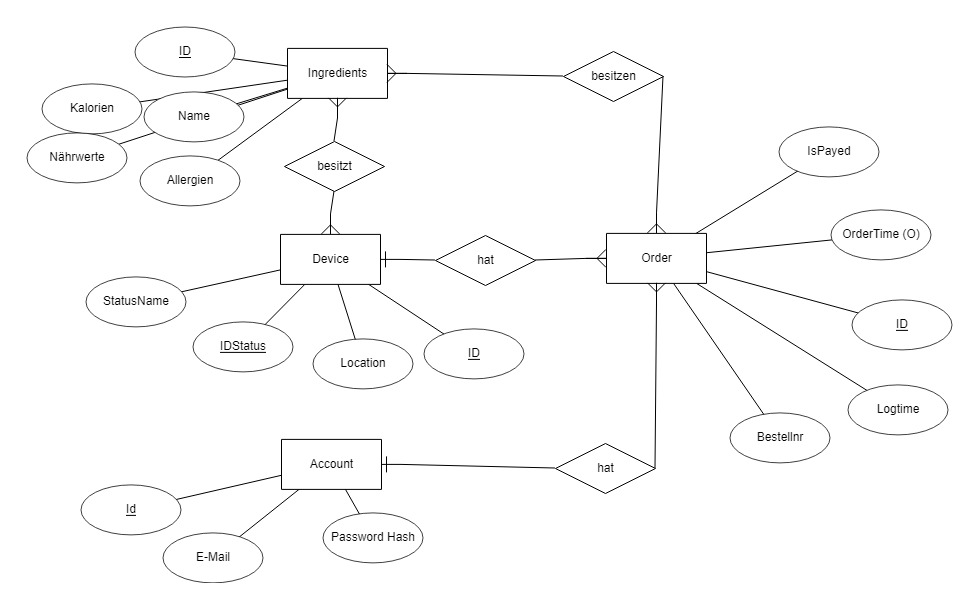 ID
Ingredients
besitzen
Kalorien
Name
Nährwerte
Allergien
besitzt
IsPayed
OrderTime (O)
Device
hat
Order
StatusName
IDStatus
Location
ID
ID
Logtime
Bestellnr
Account
hat
Id
E-Mail
Password Hash